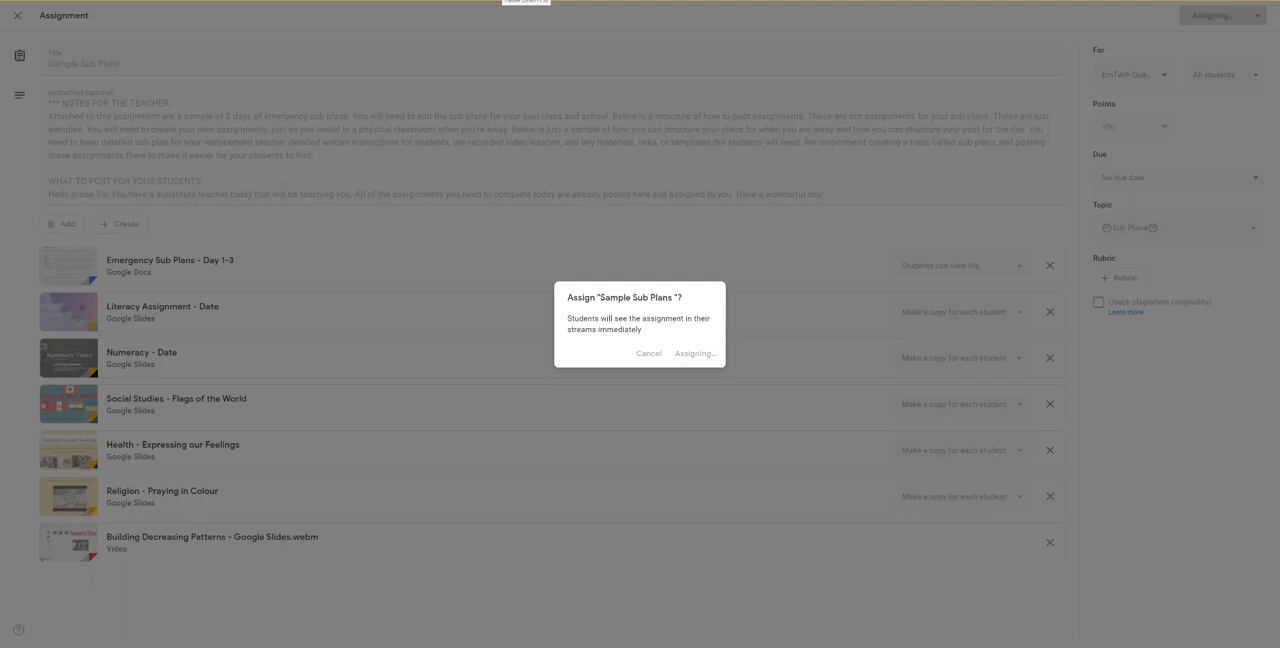 Assignment
Assigning...
Title
Sample Sub Plans
Instructions (optional)
*** NOTES FOR THE TEACHER:
Attached to this assignment are a sample of 3 days of emergency sub plans. You will need to edit the sub plans for your own class and school. Below is a structure of how to post assignments. These are not assignments for your sub plans. These are just
samples. You will need to create your own assignments, just as you would in a physical classroom when you're away. Below is just a sample of how you can structure your plans for when you are away and how you can structure your post for the day. You
need to have detailed sub plan for your replacement teacher, detailed written instructions for students, pre-recorded video lessons, and any materials, links, or templates the students will need. We recommend creating a topic called sub plans and posting
these assignments there to make it easier for your students to find.
WHAT TO POST FOR YOUR STUDENTS:
Hello grade 3's! You have a substitute teacher today that will be teaching you. All of the assignments you need to complete today are already posted here and assigned to you. Have a wonderful day!
Add
Create
Emergency Sub Plans - Day 1-3
Google Docs
Students can view file
Literacy Assignment - Date
Google Slides
Make a copy for each student
Numeracy - Date
Google Slides
Make a copy for each student
Social Studies - Flags of the World
Google Slides
Make a copy for each student
Health - Expressing our Feelings
Google Slides
Make a copy for each student
Religion - Praying in Colour
Google Slides
Make a copy for each student
Building Decreasing Patterns - Google Slides.webm
Video
Assign "Sample Sub Plans "?
Students will see the assignment in their
streams immediately
Cancel Assigning...
For
EmTech Qua... All students
Points
100
Due
No due date
Topic
Sub Plans
Rubric
Rubric
Check plagiarism (originality)
Learn more